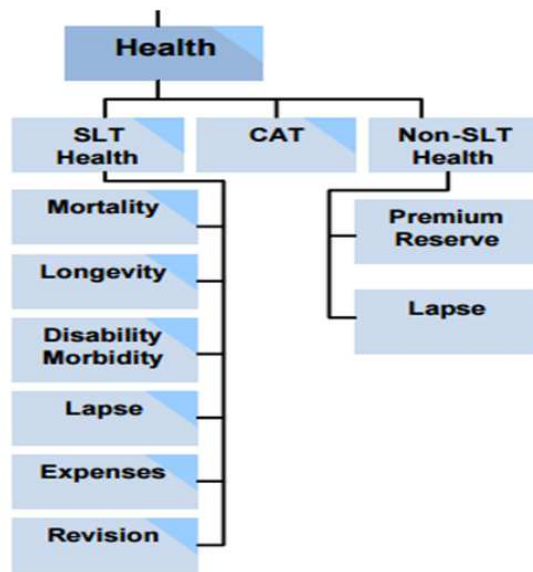 Health
SLT
Health
CAT
Non-SLT
Health
Mortality
Longevity
Disability
Morbidity
Lapse
Expenses
Revision
Premium
Reserve
Lapse